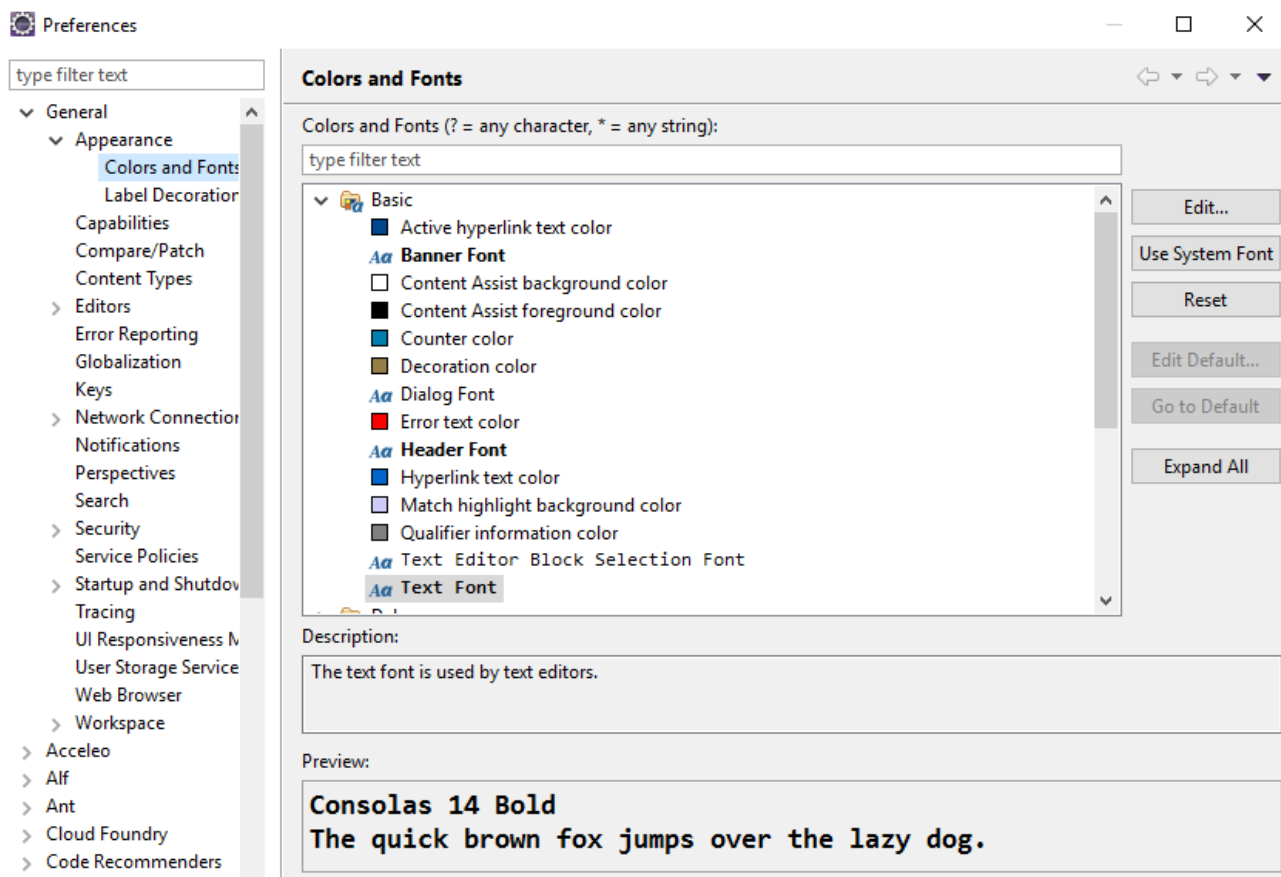 Preferences
type filter text
General
Appearance
Colors and Fonts
Label Decoration
Capabilities
Compare/Patch
Content Types
Editors
Error Reporting
Globalization
Keys
Network Connection
Notifications
Perspectives
Search
Security
Service Policies
Startup and Shutdov
Tracing
UI Responsiveness M
User Storage Service
Web Browser
Workspace
Acceleo
Alf
Ant
Cloud Foundry
Code Recommenders
Colors and Fonts
Colors and Fonts (? = any character, * = any string):
type filter text
Basic
Active hyperlink text color
Aa Banner Font
Content Assist background color
Content Assist foreground color
Counter color
Decoration color
Aa Dialog Font
Error text color
Aa Header Font
Hyperlink text color
Match highlight background color
Qualifier information color
Aa Text Editor Block Selection Font
Aa Text Font
Edit...
Use System Font
Reset
Edit Default...
Go to Default
Expand All
Description:
The text font is used by text editors.
Preview:
Consolas 14 Bold
The quick brown fox jumps over the lazy dog.